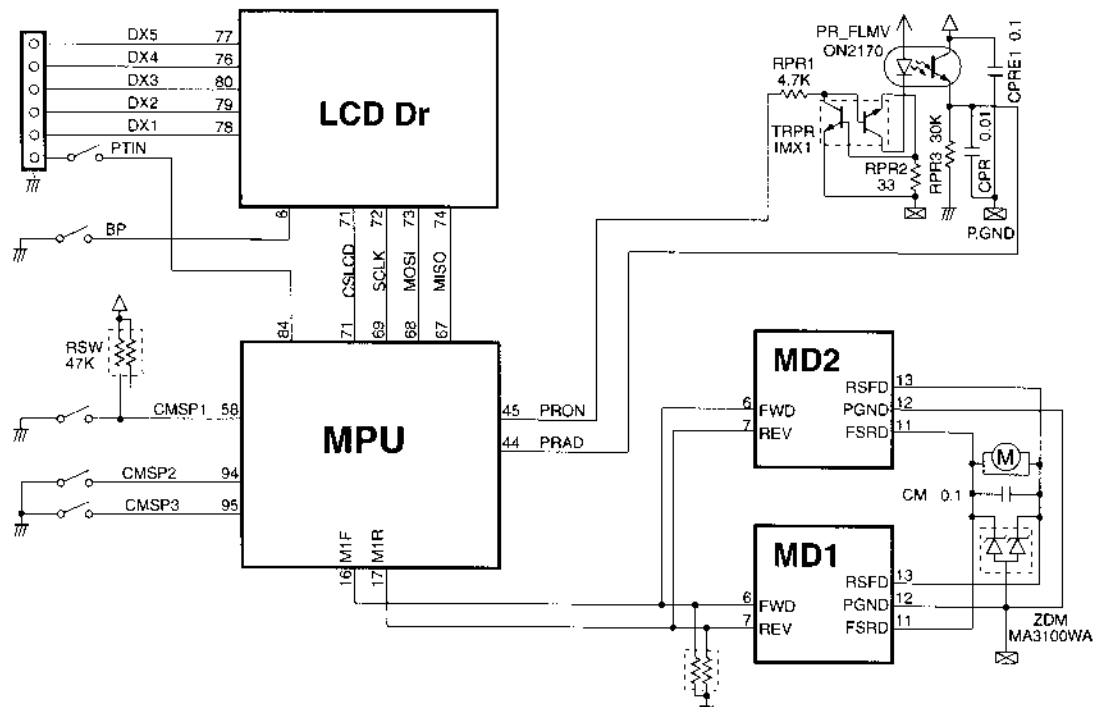 DX5 77
DX4 76
DX3 80
DX2 79
DX1 78
PTIN
LCD Dr
BP
6
71
72
73
74
CSLCD
SCLK
MOSI
MISO
84
71
69
68
67
PR_FLMV
ON2170
RPR1
4.7K
TRPR
IMX1
RPR2
33
RPR3 30K
CPR 0.01
CPRE1 0.1
P.GND
RSW
47K
CMSP1 58
CMSP2 94
CMSP3 95
MPU
45 PRON
44 PRAD
16 M1F
17 M1R
MD2
6 FWD
7 REV
RSFD 13
PGND 12
FSRD 11
M
CM 0.1
MD1
6 FWD
7 REV
RSFD 13
PGND 12
FSRD 11
ZDM
MA3100WA